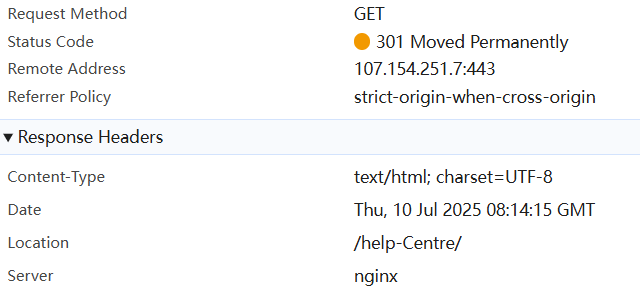 Request Method GET
Status Code 301 Moved Permanently
Remote Address 107.154.251.7:443
Referrer Policy strict-origin-when-cross-origin
Response Headers
Content-Type text/html; charset=UTF-8
Date Thu, 10 Jul 2025 08:14:15 GMT
Location /help-Centre/
Server nginx